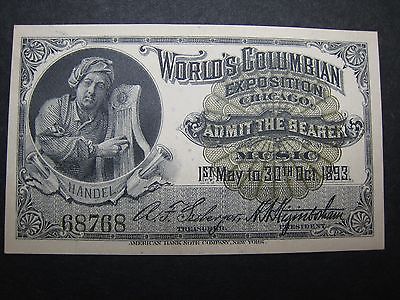 WORLD'S COLUMBIAN
EXPOSITION
CHICAGO.
ADMIT THE BEARER
MUSIC
1ST May to 30TH Oct 1893.
HANDEL
68768
TREASURER.
PRESIDENT.
AMERICAN BANK NOTE COMPANY, NEW YORK.